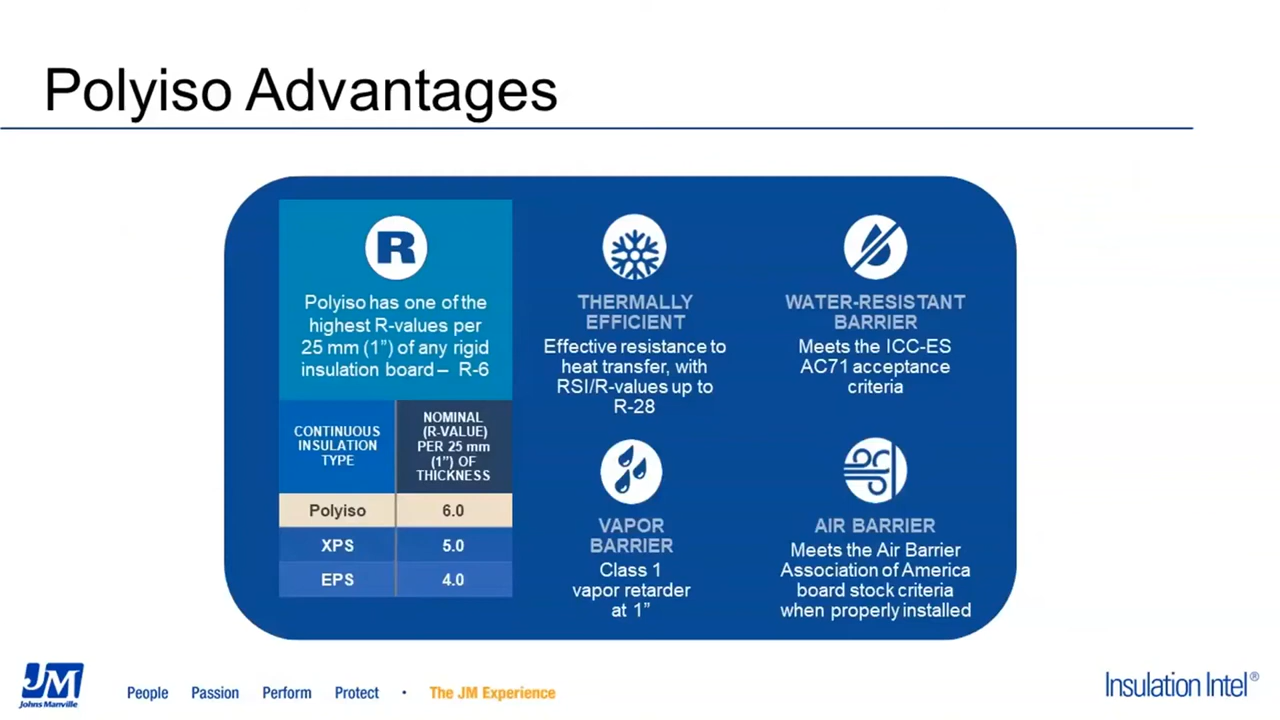 Polyiso Advantages
R
Polyiso has one of the
highest R-values per
25 mm (1”) of any rigid
insulation board – R-6
CONTINUOUS
INSULATION
TYPE
NOMINAL
(R-VALUE)
PER 25 mm
(1”) OF
THICKNESS
Polyiso 6.0
XPS 5.0
EPS 4.0
THERMALLY
EFFICIENT
Effective resistance to
heat transfer, with
RSI/R-values up to
R-28
WATER-RESISTANT
BARRIER
Meets the ICC-ES
AC71 acceptance
criteria
VAPOR
BARRIER
Class 1
vapor retarder
at 1”
AIR BARRIER
Meets the Air Barrier
Association of America
board stock criteria
when properly installed
JM
Johns Manville
People Passion Perform Protect • The JM Experience
Insulation Intel®